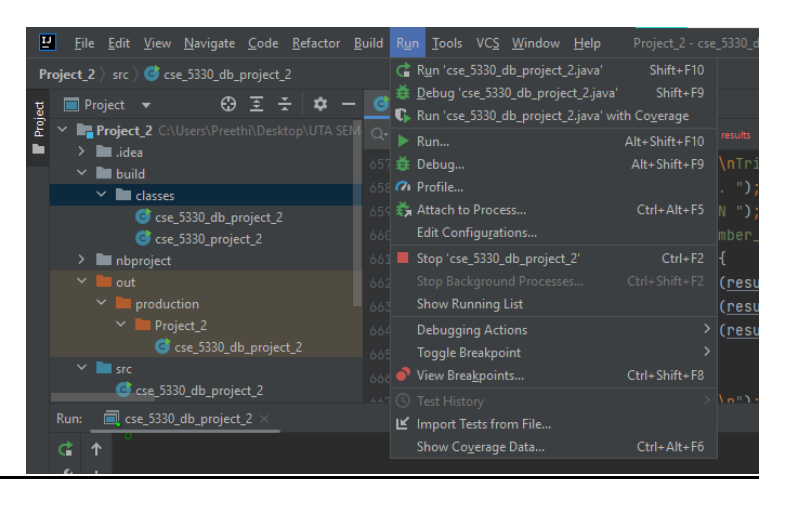 File Edit View Navigate Code Refactor Build Run Tools VCS Window Help Project_2 - cse_5330_d
Project_2 src cse_5330_db_project_2
Project
Project
Project_2 C:\Users\Preethi\Desktop\UTA SEM
.idea
build
classes
cse_5330_db_project_2
cse_5330_project_2
nbproject
out
production
Project_2
cse_5330_db_project_2
src
cse_5330_db_project_2
Run 'cse_5330_db_project_2.java' Shift+F10
Debug 'cse_5330_db_project_2.java' Shift+F9
Run 'cse_5330_db_project_2.java' with Coverage
Run... Alt+Shift+F10
Debug... Alt+Shift+F9
Profile...
Attach to Process... Ctrl+Alt+F5
Edit Configurations...
Stop 'cse_5330_db_project_2' Ctrl+F2
Stop Background Processes... Ctrl+Shift+F2
Show Running List
Debugging Actions
Toggle Breakpoint
View Breakpoints... Ctrl+Shift+F8
Test History
Import Tests from File...
Show Coverage Data... Ctrl+Alt+F6
results
657 \nTri
658 . ");
659 N ");
660 mber_
661 {
662 (resu
663 (resu
664 (resu
665
666
667 \n");
Run: cse_5330_db_project_2